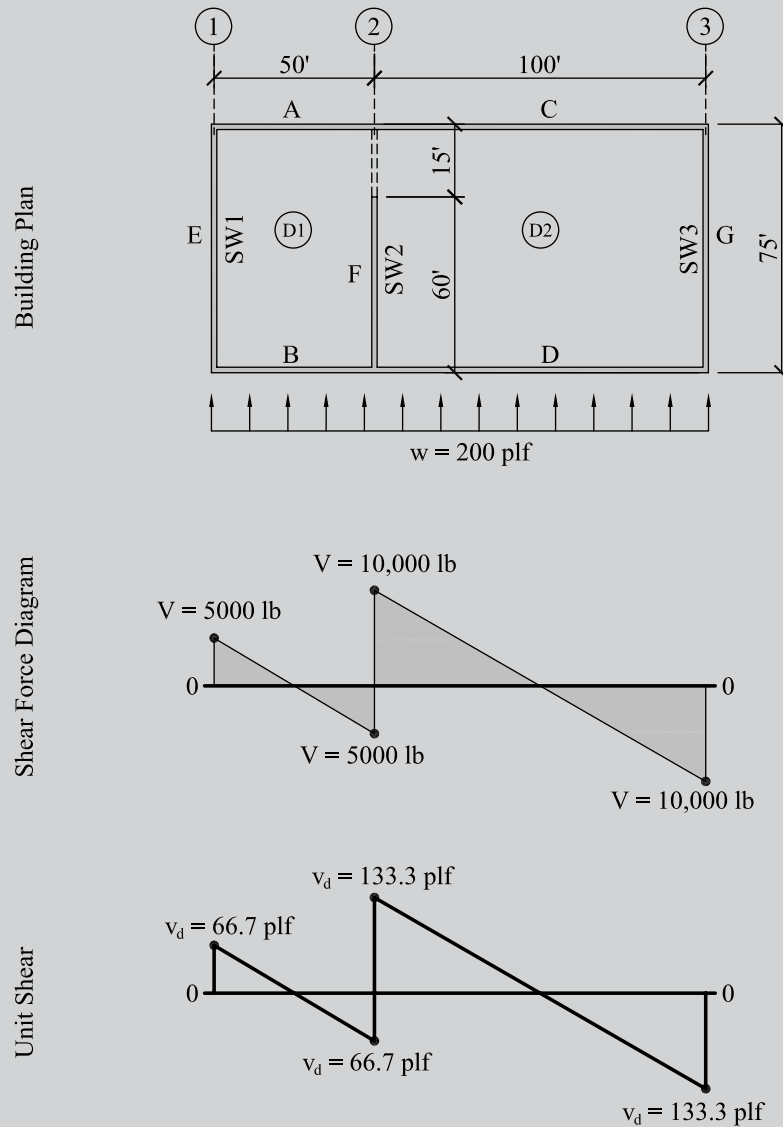 1 2 3
50' 100'
A C
Building Plan
E SW1 D1 F SW2 15' 60' D2 SW3 G 75'
B D
w = 200 plf
Shear Force Diagram
V = 10,000 lb
V = 5000 lb
0 0
V = 5000 lb
V = 10,000 lb
Unit Shear
v_d = 133.3 plf
v_d = 66.7 plf
0 0
v_d = 66.7 plf
v_d = 133.3 plf